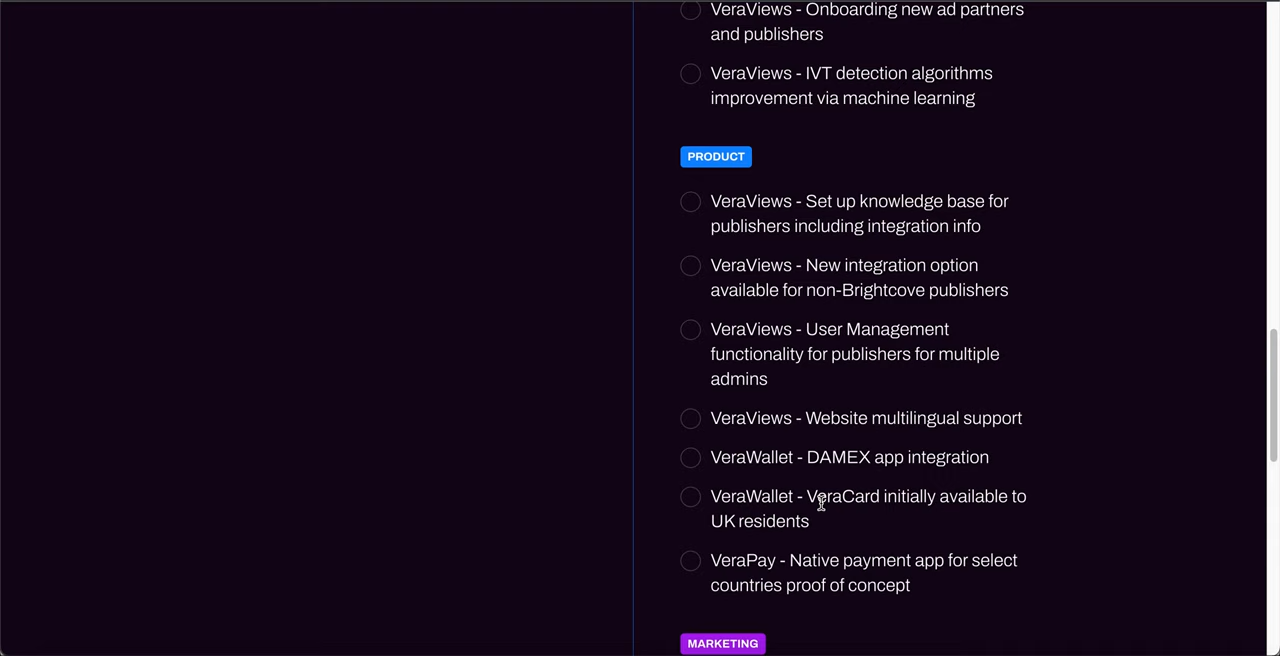 VeraViews - Onboarding new ad partners
and publishers
VeraViews - IVT detection algorithms
improvement via machine learning
PRODUCT
VeraViews - Set up knowledge base for
publishers including integration info
VeraViews - New integration option
available for non-Brightcove publishers
VeraViews - User Management
functionality for publishers for multiple
admins
VeraViews - Website multilingual support
VeraWallet - DAMEX app integration
VeraWallet - VeraCard initially available to
UK residents
VeraPay - Native payment app for select
countries proof of concept
MARKETING